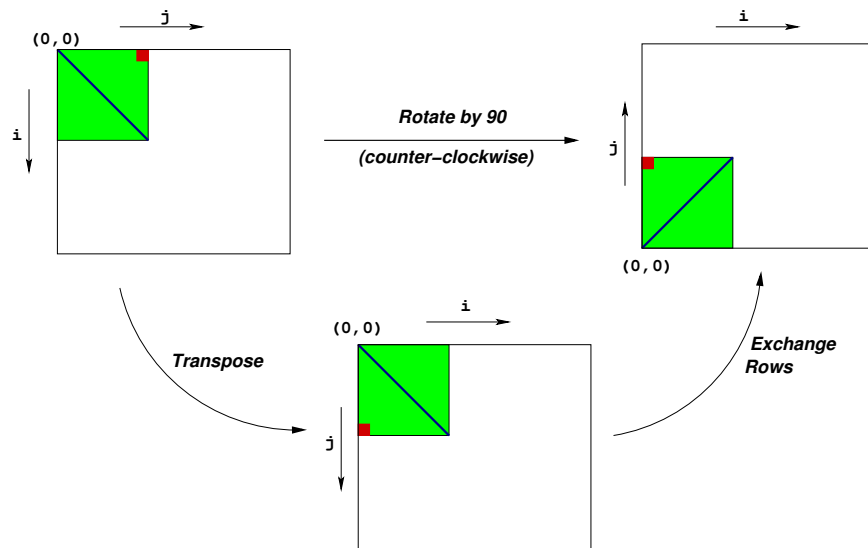 j
(0,0)
i
Rotate by 90
(counter−clockwise)
i
j
(0,0)
Transpose
(0,0)
i
j
Exchange
Rows